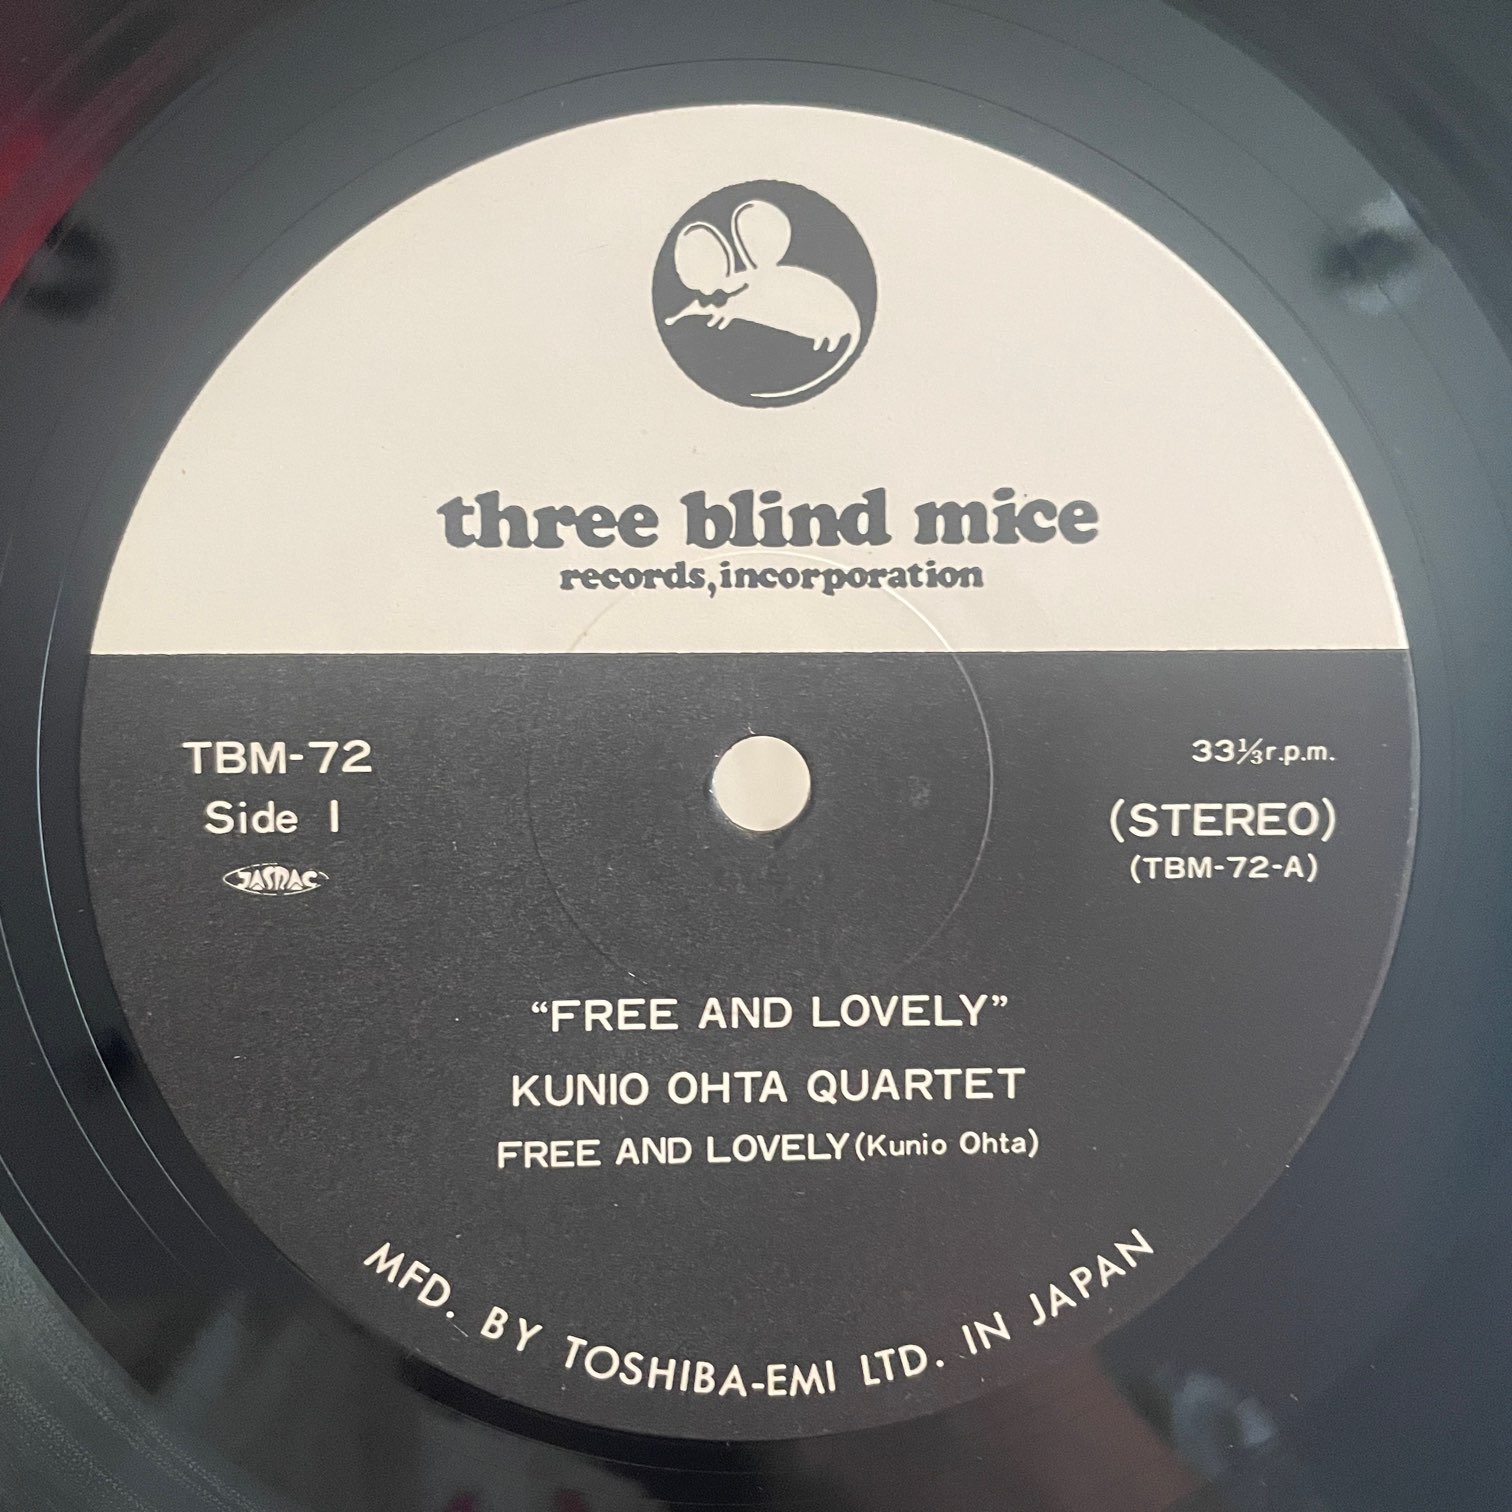 three blind mice
records, incorporation
TBM-72
Side 1
JASRAC
33⅓ r.p.m.
(STEREO)
(TBM-72-A)
“FREE AND LOVELY”
KUNIO OHTA QUARTET
FREE AND LOVELY (Kunio Ohta)
MFD. BY TOSHIBA-EMI LTD. IN JAPAN